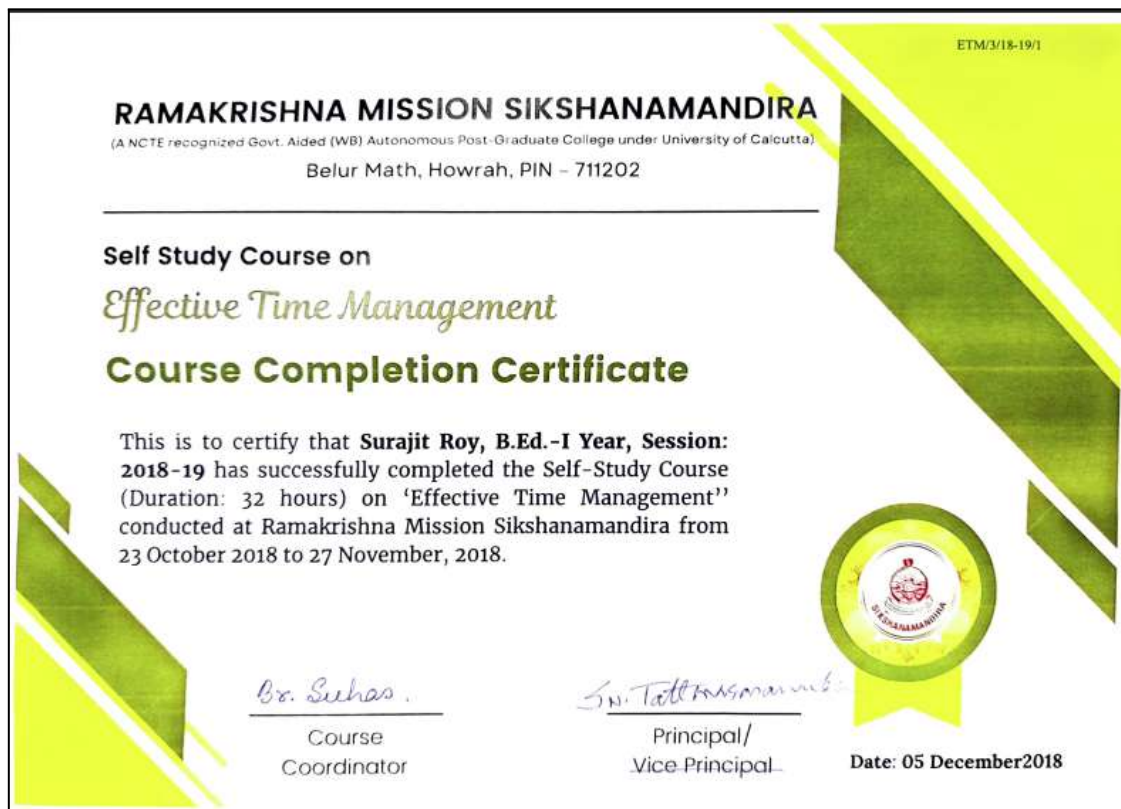 ETM/3/18-19/1
RAMAKRISHNA MISSION SIKSHANAMANDIRA
(A NCTE recognized Govt. Aided (WB) Autonomous Post-Graduate College under University of Calcutta)
Belur Math, Howrah, PIN – 711202
Self Study Course on
Effective Time Management
Course Completion Certificate
This is to certify that Surajit Roy, B.Ed.-I Year, Session:
2018-19 has successfully completed the Self-Study Course
(Duration: 32 hours) on ‘Effective Time Management’’
conducted at Ramakrishna Mission Sikshanamandira from
23 October 2018 to 27 November, 2018.
SIKSHANAMANDIRA
Br. Suhas.
Course
Coordinator
Principal/
Vice Principal
Date: 05 December2018